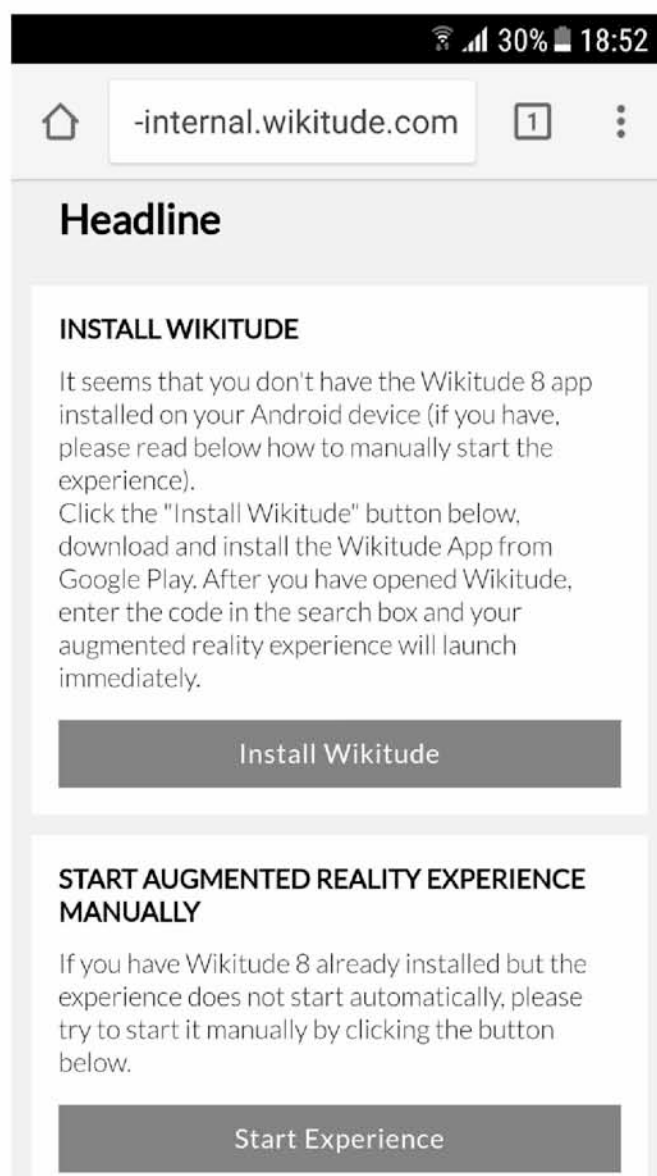 30% 18:52
-internal.wikitude.com 1
Headline
INSTALL WIKITUDE
It seems that you don't have the Wikitude 8 app
installed on your Android device (if you have,
please read below how to manually start the
experience).
Click the "Install Wikitude" button below,
download and install the Wikitude App from
Google Play. After you have opened Wikitude,
enter the code in the search box and your
augmented reality experience will launch
immediately.
Install Wikitude
START AUGMENTED REALITY EXPERIENCE
MANUALLY
If you have Wikitude 8 already installed but the
experience does not start automatically, please
try to start it manually by clicking the button
below.
Start Experience